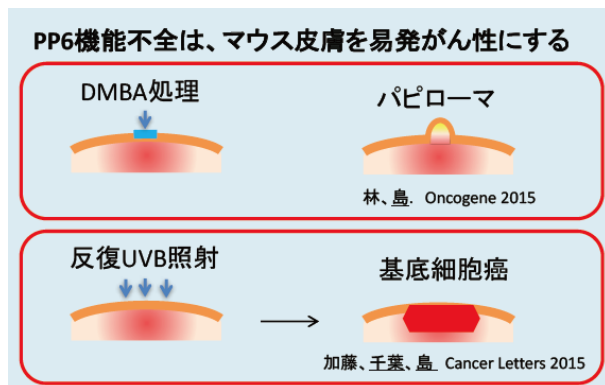 PP6機能不全は、マウス皮膚を易発がん性にする
DMBA処理
パピローマ
林、島. Oncogene 2015
反復UVB照射
基底細胞癌
加藤、千葉、島 Cancer Letters 2015